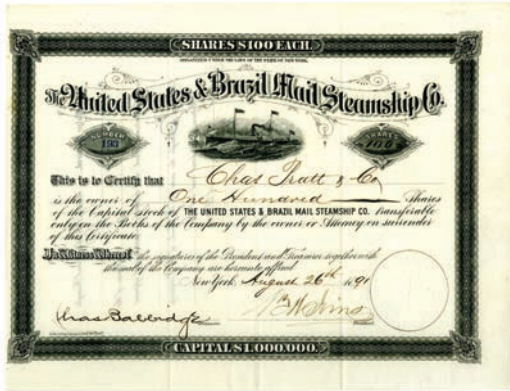 SHARES $100 EACH.
ORGANIZED UNDER THE LAWS OF THE STATE OF NEW YORK.
The United States & Brazil Mail Steamship Co.
NUMBER
193
SHARES
100
This is to Certify that Chas Pratt & Co
is the owner of One Hundred Shares
of the Capital stock of THE UNITED STATES & BRAZIL MAIL STEAMSHIP CO. transferable
only on the Books of the Company by the owner or Attorney on surrender
of this Certificate.
In Witness Whereof the signatures of the President and Treasurer together with
the seal of the Company are hereunto affixed
New York August 26th 1891
CAPITAL $1,000,000.